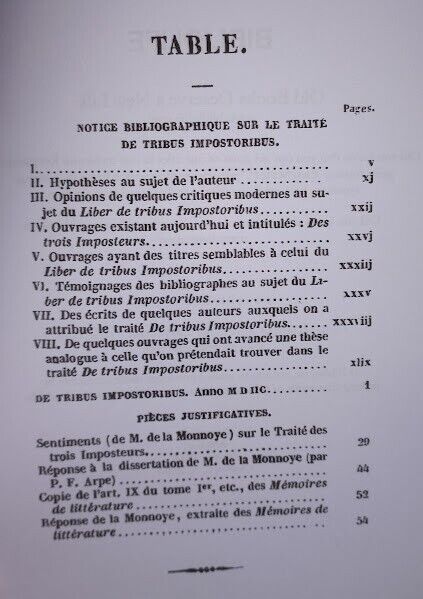 TABLE.
Pages.
NOTICE BIBLIOGRAPHIQUE SUR LE TRAITÉ
DE TRIBUS IMPOSTORIBUS.
I. v
II. Hypothèses au sujet de l'auteur xj
III. Opinions de quelques critiques modernes au su-
jet du Liber de tribus Impostoribus xxij
IV. Ouvrages existant aujourd'hui et intitulés : Des
trois Imposteurs. xxvj
V. Ouvrages ayant des titres semblables à celui du
Liber de tribus Impostoribus xxxiij
VI. Témoignages des bibliographes au sujet du Li-
ber de tribus Impostoribus xxxv
VII. Des écrits de quelques auteurs auxquels on a
attribué le traité De tribus Impostoribus. xxxviij
VIII. De quelques ouvrages qui ont avancé une thèse
analogue à celle qu'on prétendait trouver dans le
traité De tribus Impostoribus xlix
DE TRIBUS IMPOSTORIBUS. Anno M D IIC. 1
PIÈCES JUSTIFICATIVES.
Sentiments (de M. de la Monnoye) sur le Traité des
trois Imposteurs. 29
Réponse à la dissertation de M. de la Monnoye (par
P. F. Arpe) 44
Copie de l'art. IX du tome Ier, etc., des Mémoires
de littérature 52
Réponse de la Monnoye, extraite des Mémoires de
littérature 54